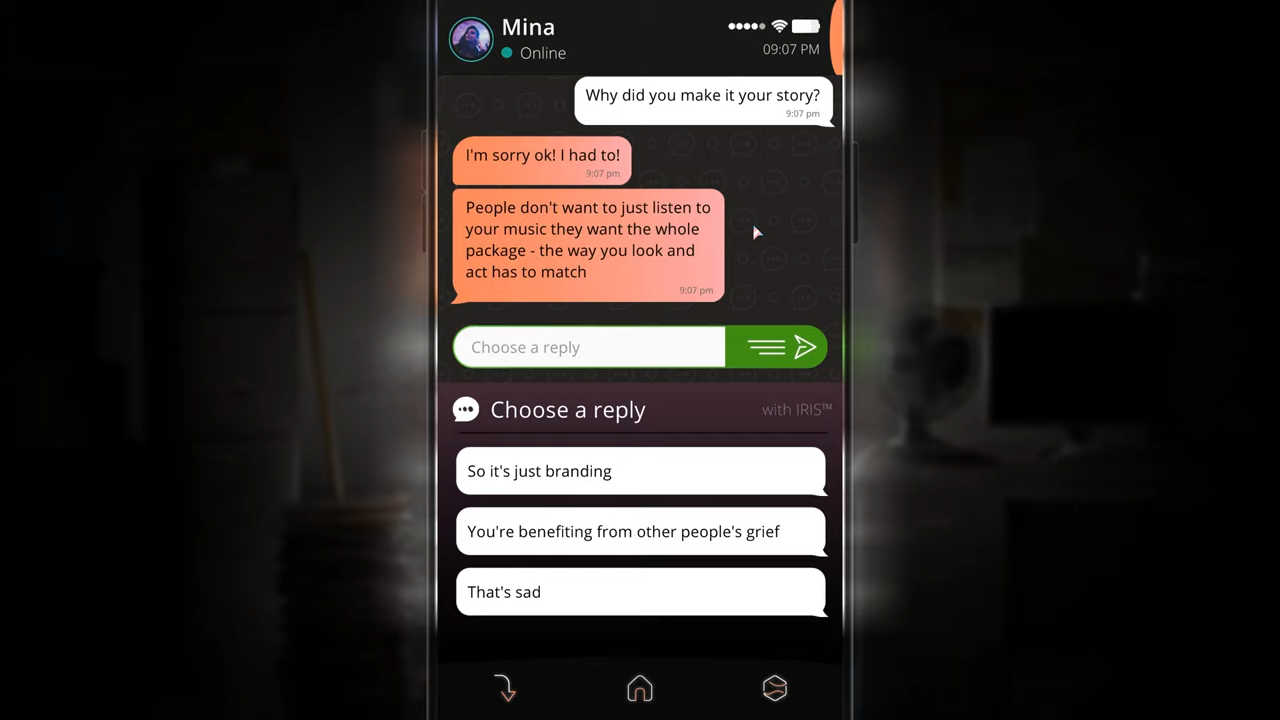 Mina
Online
09:07 PM
Why did you make it your story?
9:07 pm
I'm sorry ok! I had to!
9:07 pm
People don't want to just listen to
your music they want the whole
package - the way you look and
act has to match
9:07 pm
Choose a reply
Choose a reply
with IRIS™
So it's just branding
You're benefiting from other people's grief
That's sad